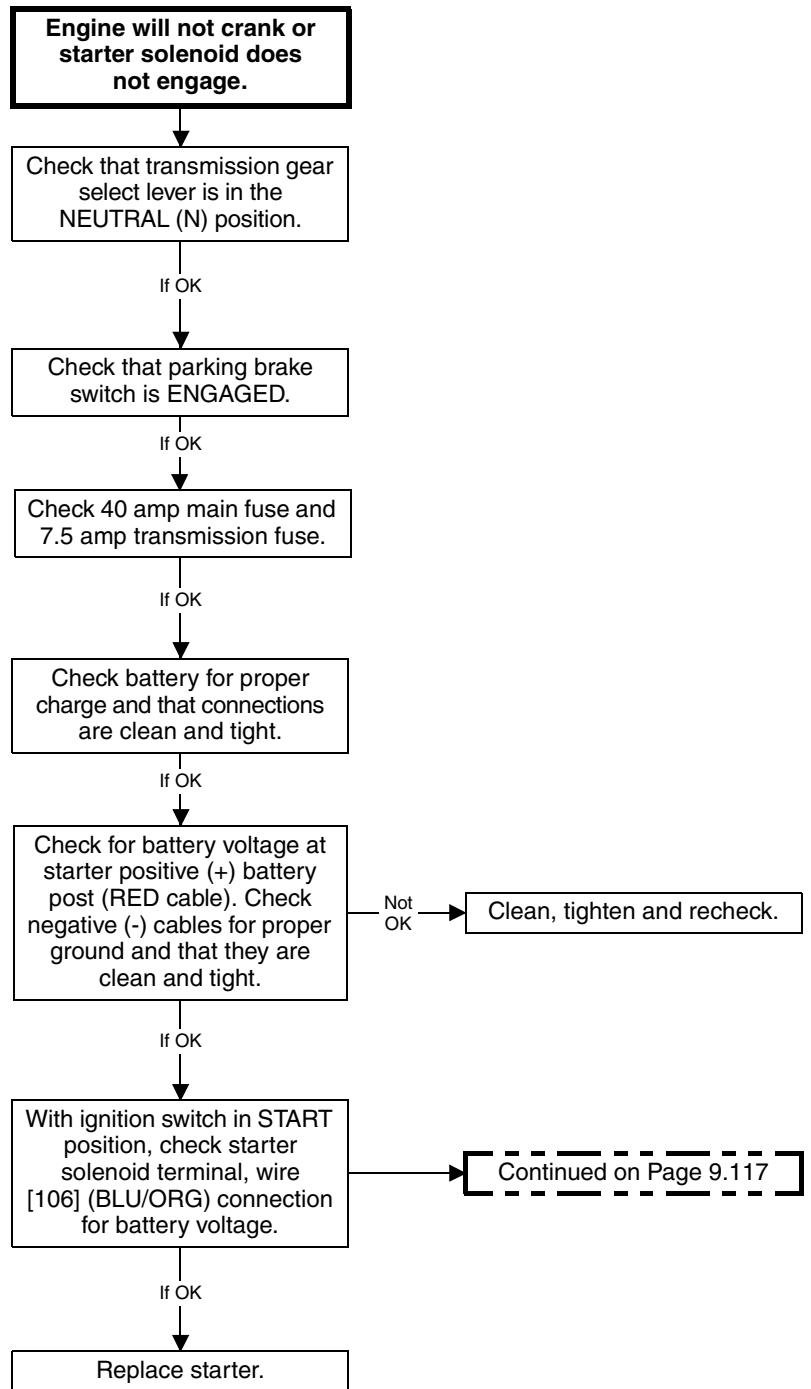 Engine will not crank or
starter solenoid does
not engage.
Check that transmission gear
select lever is in the
NEUTRAL (N) position.
If OK
Check that parking brake
switch is ENGAGED.
If OK
Check 40 amp main fuse and
7.5 amp transmission fuse.
If OK
Check battery for proper
charge and that connections
are clean and tight.
If OK
Check for battery voltage at
starter positive (+) battery
post (RED cable). Check
negative (-) cables for proper
ground and that they are
clean and tight.
Not
OK
Clean, tighten and recheck.
If OK
With ignition switch in START
position, check starter
solenoid terminal, wire
[106] (BLU/ORG) connection
for battery voltage.
Continued on Page 9.117
If OK
Replace starter.